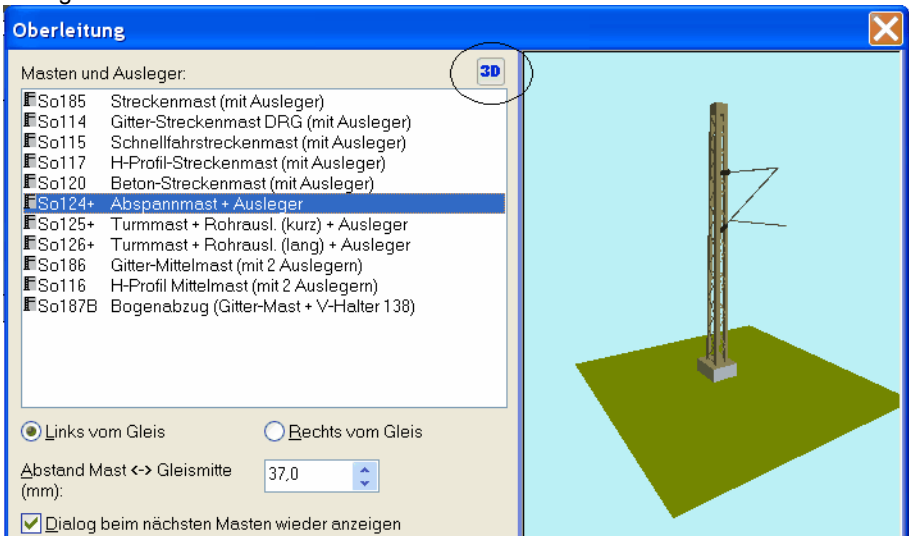 Oberleitung
Masten und Ausleger:
3D
So185 Streckenmast (mit Ausleger)
So114 Gitter-Streckenmast DRG (mit Ausleger)
So115 Schnellfahrstreckenmast (mit Ausleger)
So117 H-Profil-Streckenmast (mit Ausleger)
So120 Beton-Streckenmast (mit Ausleger)
So124+ Abspannmast + Ausleger
So125+ Turmmast + Rohrausl. (kurz) + Ausleger
So126+ Turmmast + Rohrausl. (lang) + Ausleger
So186 Gitter-Mittelmast (mit 2 Auslegern)
So116 H-Profil Mittelmast (mit 2 Auslegern)
So187B Bogenabzug (Gitter-Mast + V-Halter 138)
Links vom Gleis
Rechts vom Gleis
Abstand Mast <-> Gleismitte
(mm):
37,0
Dialog beim nächsten Masten wieder anzeigen